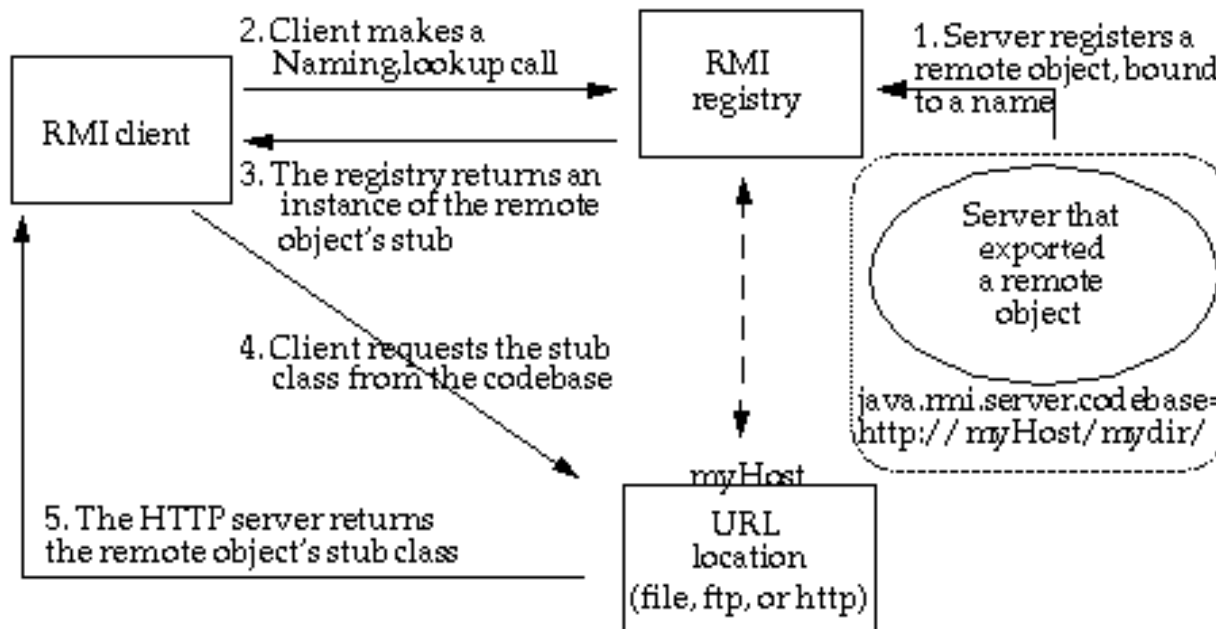 2. Client makes a
Naming.lookup call
RMI
registry
1. Server registers a
remote object, bound
to a name
RMI client
3. The registry returns an
instance of the remote
object's stub
Server that
exported
a remote
object
4. Client requests the stub
class from the codebase
java.rmi.server.codebase=
http://myHost/mydir/
myHost
URL
location
(file, ftp, or http)
5. The HTTP server returns
the remote object's stub class